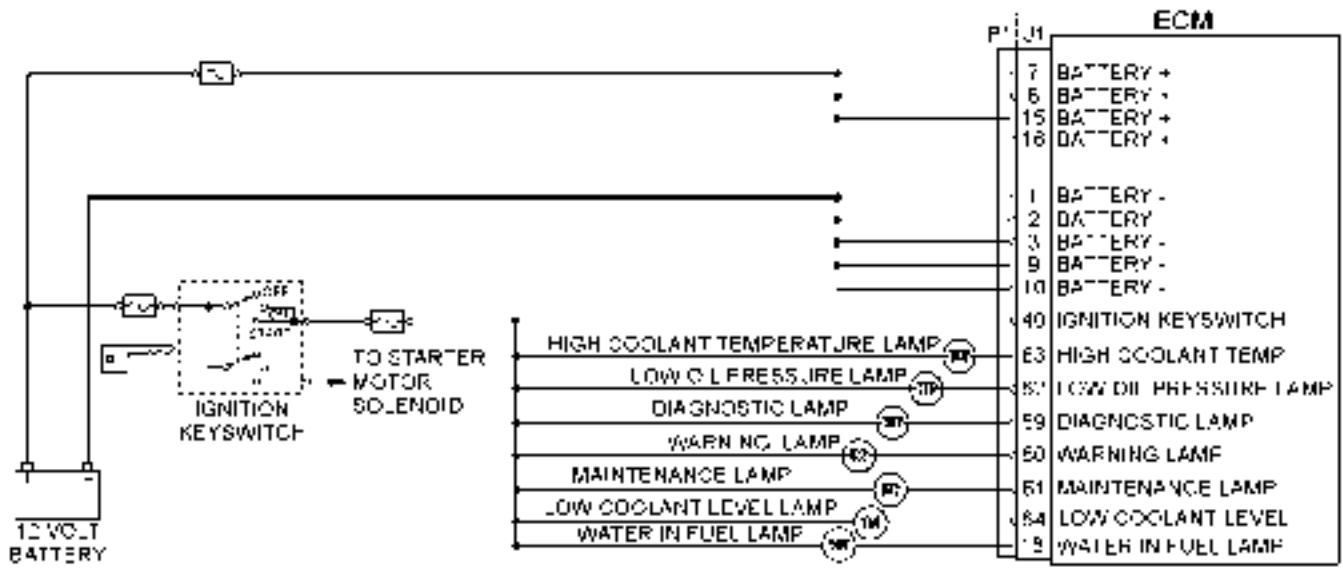 ECM
J1
7 BATTERY +
BATTERY +
15 BATTERY +
16 BATTERY +
1 BATTERY -
2 BATTERY
3 BATTERY -
9 BATTERY -
10 BATTERY -
40 IGNITION KEYSWITCH
HIGH COOLANT TEMPERATURE LAMP
63 HIGH COOLANT TEMP
LOW OIL PRESSURE LAMP
LOW OIL PRESSURE LAMP
DIAGNOSTIC LAMP
59 DIAGNOSTIC LAMP
WARNING LAMP
WARNING LAMP
MAINTENANCE LAMP
61 MAINTENANCE LAMP
LOW COOLANT LEVEL LAMP
64 LOW COOLANT LEVEL
WATER IN FUEL LAMP
WATER IN FUEL LAMP
OFF
START
IGNITION
KEYSWITCH
TO STARTER
MOTOR
SOLENOID
12 VOLT
BATTERY